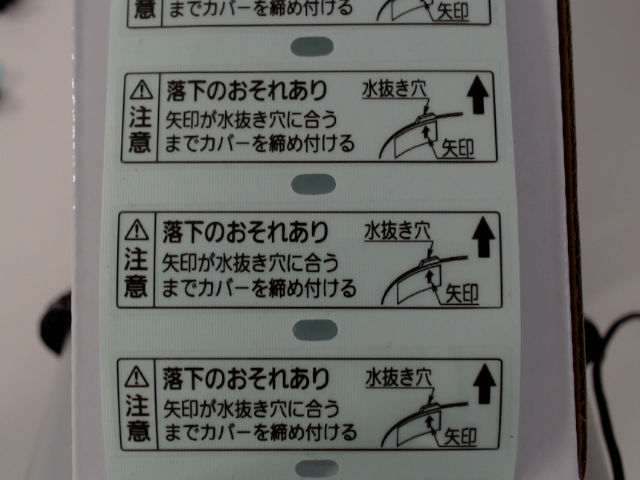 意
までカバーを締め付ける
矢印
注意
落下のおそれあり
水抜き穴
矢印が水抜き穴に合う
までカバーを締め付ける
矢印
注意
落下のおそれあり
水抜き穴
矢印が水抜き穴に合う
までカバーを締め付ける
矢印
注意
落下のおそれあり
水抜き穴
矢印が水抜き穴に合う
までカバーを締め付ける
矢印